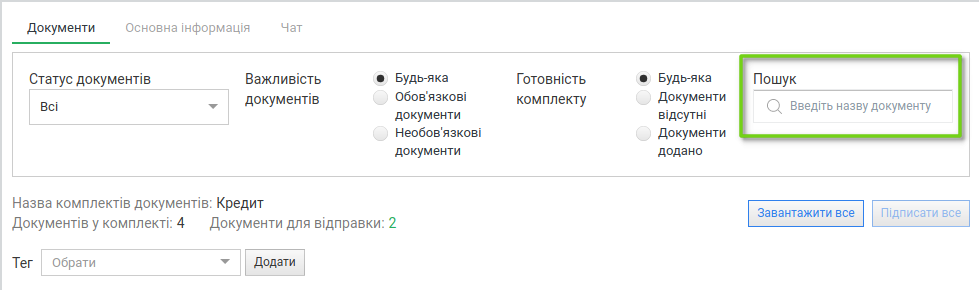 Документи Основна інформація Чат
Статус документів
Всі
Важливість
документів
Будь-яка
Обов'язкові
документи
Необов'язкові
документи
Готовність
комплекту
Будь-яка
Документи
відсутні
Документи
додано
Пошук
Введіть назву документу
Назва комплектів документів: Кредит
Документів у комплекті: 4 Документи для відправки: 2
Завантажити все Підписати все
Тег Обрати Додати